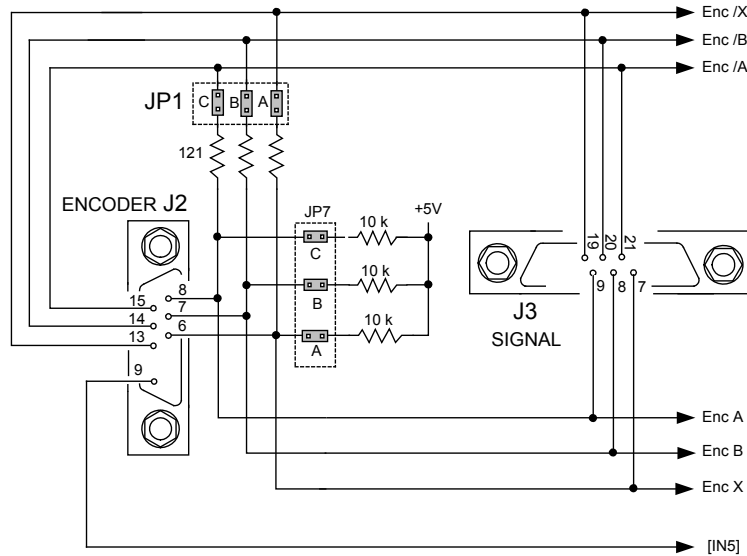 Enc /X
Enc /B
Enc /A
JP1
C B A
121
ENCODER J2
JP7
+5V
10 k
C
10 k
B
10 k
A
8
15
7
14
6
13
9
19 20 21
9 8 7
J3
SIGNAL
Enc A
Enc B
Enc X
[IN5]